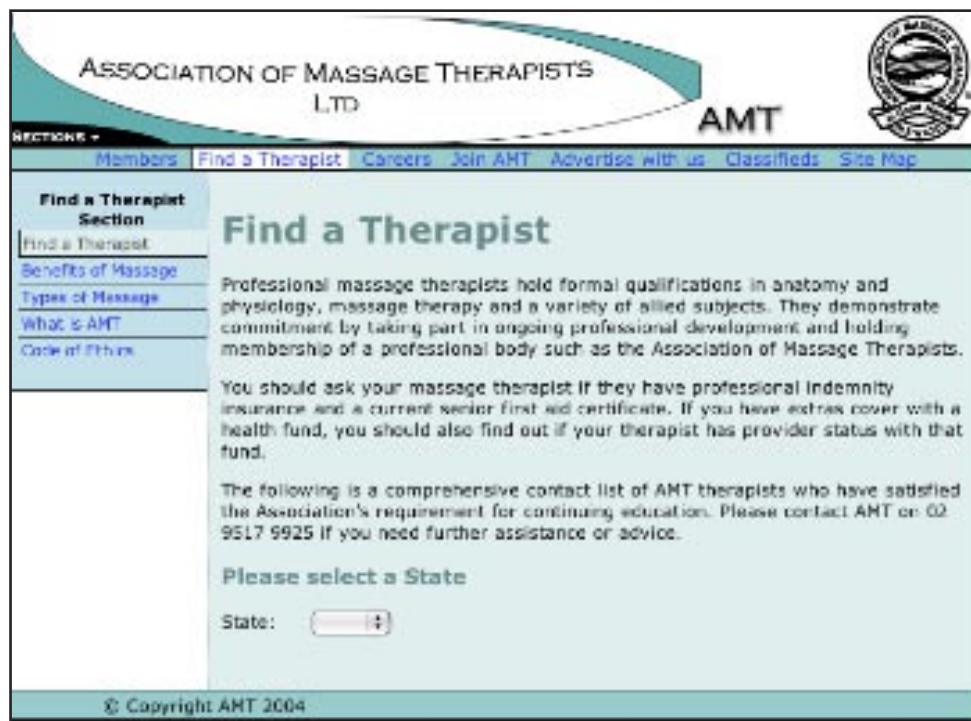 ASSOCIATION OF MASSAGE THERAPISTS
LTD
AMT
SECTIONS
Members Find a Therapist Careers Join AMT Advertise with us Classifieds Site Map
Find a Therapist
Section
Find a Therapist
Benefits of Massage
Types of Massage
What is AMT
Code of Ethics
Find a Therapist
Professional massage therapists hold formal qualifications in anatomy and
physiology, massage therapy and a variety of allied subjects. They demonstrate
commitment by taking part in ongoing professional development and holding
membership of a professional body such as the Association of Massage Therapists.
You should ask your massage therapist if they have professional indemnity
insurance and a current senior first aid certificate. If you have extras cover with a
health fund, you should also find out if your therapist has provider status with that
fund.
The following is a comprehensive contact list of AMT therapists who have satisfied
the Association's requirement for continuing education. Please contact AMT on 02
9517 9925 if you need further assistance or advice.
Please select a State
State:
© Copyright AMT 2004